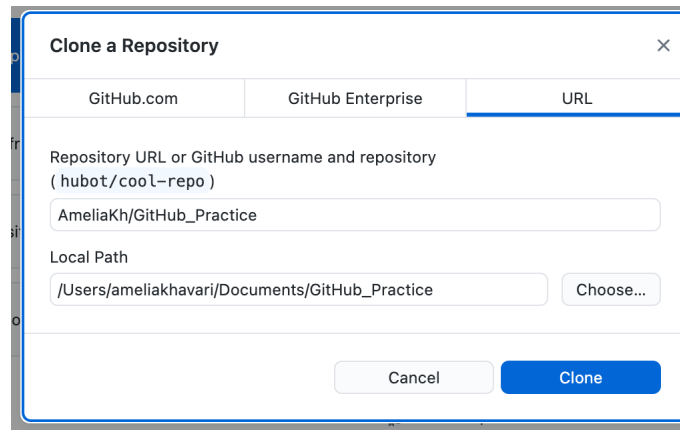 Clone a Repository
GitHub.com
GitHub Enterprise
URL
Repository URL or GitHub username and repository
(hubot/cool-repo)
AmeliaKh/GitHub_Practice
Local Path
/Users/ameliakhavari/Documents/GitHub_Practice
Choose...
Cancel
Clone